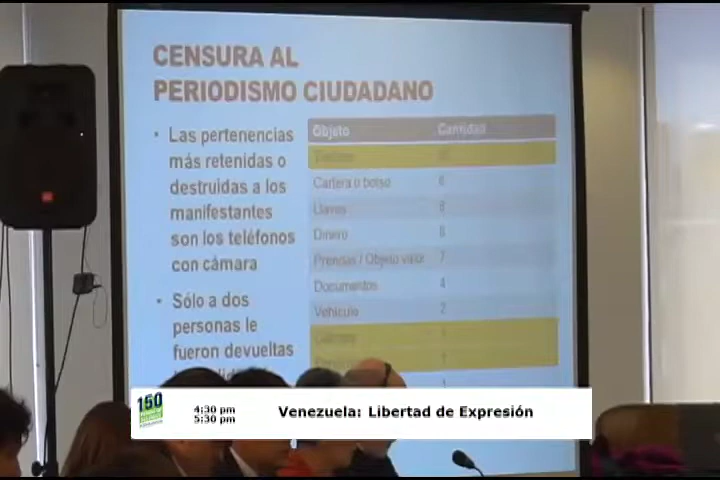 CENSURA AL
PERIODISMO CIUDADANO
• Las pertenencias
más retenidas o
destruidas a los
manifestantes
son los teléfonos
con cámara
• Sólo a dos
personas le
fueron devueltas
Objeto Cantidad
Cartera o bolso
Llaves
Dinero
Prendas / Objeto valor 7
Documentos 4
Vehículo 2
150
4:30 pm
5:30 pm
Venezuela: Libertad de Expresión